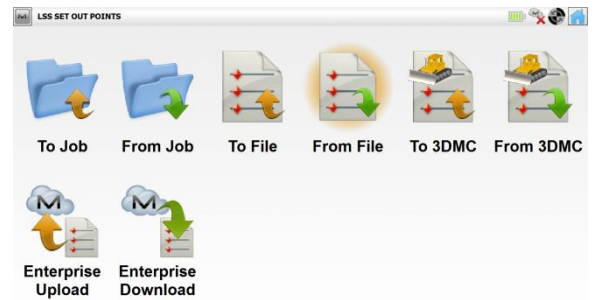 LSS SET OUT POINTS
To Job From Job To File From File To 3DMC From 3DMC
M M
Enterprise Enterprise
Upload Download